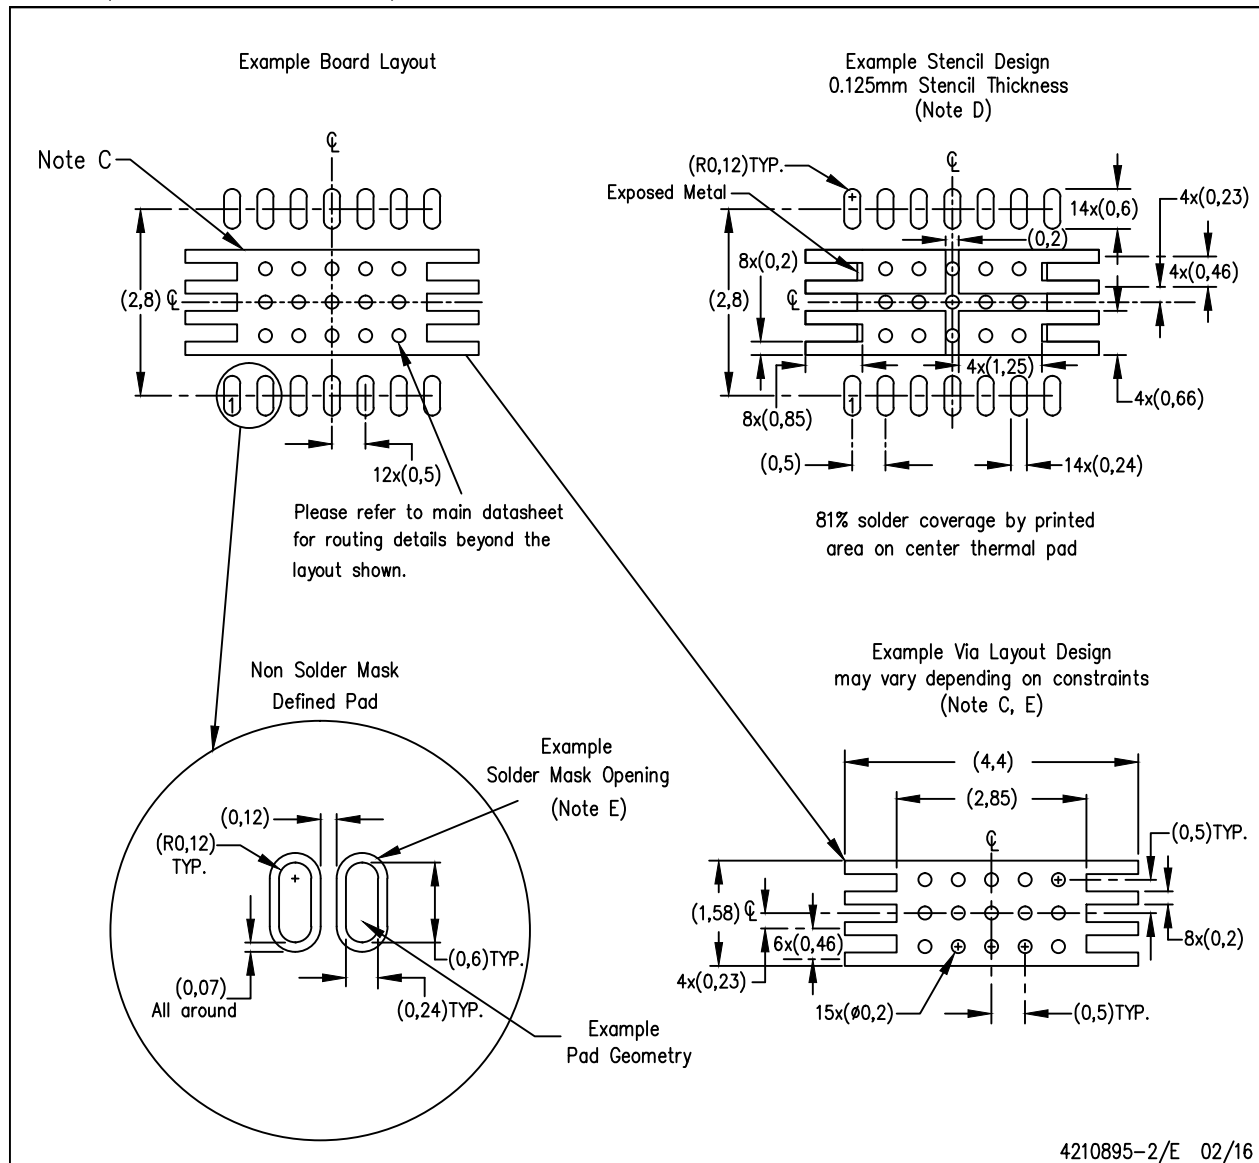 Example Board Layout
℄
Note C
(2,8)
℄
1
12x(0,5)
Please refer to main datasheet
for routing details beyond the
layout shown.
Example Stencil Design
0.125mm Stencil Thickness
(Note D)
℄
(R0,12)TYP.
Exposed Metal
14x(0,6)
4x(0,23)
(0,2)
8x(0,2)
4x(0,46)
(2,8)
℄
4x(1,25)
4x(0,66)
8x(0,85)
1
(0,5)
14x(0,24)
81% solder coverage by printed
area on center thermal pad
Non Solder Mask
Defined Pad
Example
Solder Mask Opening
(Note E)
(0,12)
(R0,12)
TYP.
(0,6)TYP.
(0,07)
All around
(0,24)TYP.
Example
Pad Geometry
Example Via Layout Design
may vary depending on constraints
(Note C, E)
(4,4)
(2,85)
(0,5)TYP.
℄
(1,58)
℄
6x(0,46)
8x(0,2)
4x(0,23)
15x(ø0,2)
(0,5)TYP.
4210895-2/E 02/16